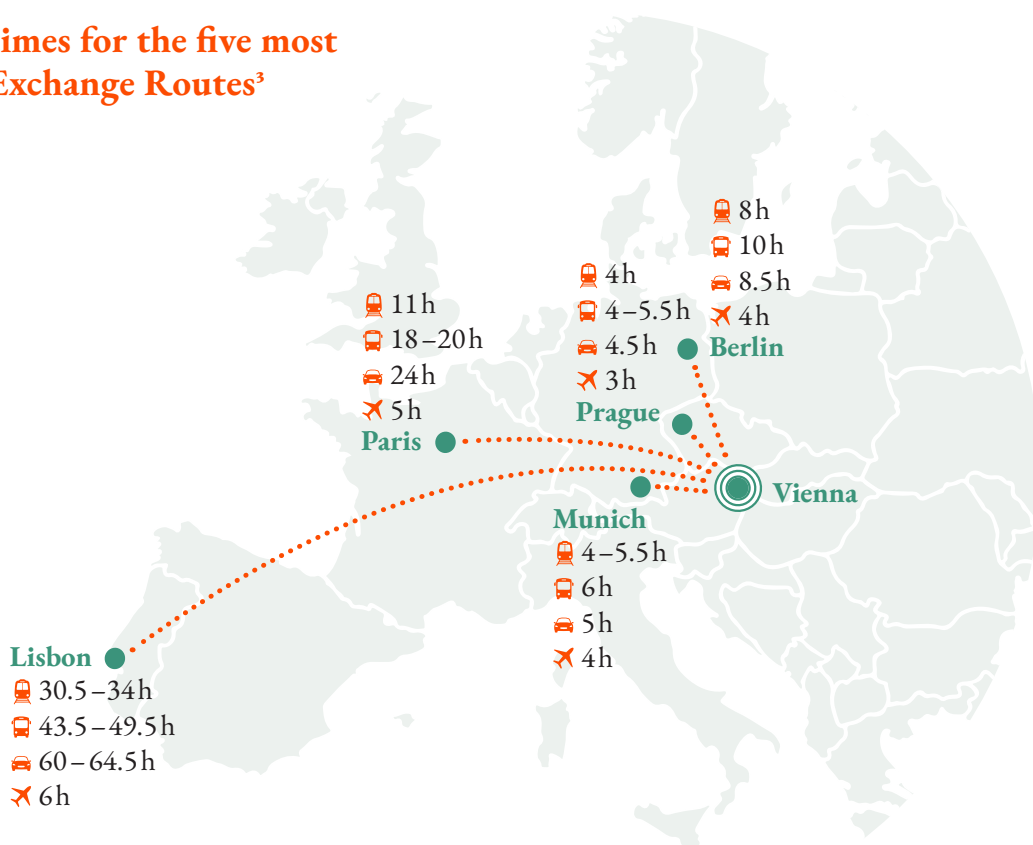 imes for the five most
Exchange Routes³
8h
10h
8.5h
4h
Berlin
4h
4–5.5h
4.5h
3h
Prague
11h
18–20h
24h
5h
Paris
Vienna
Munich
4–5.5h
6h
5h
4h
Lisbon
30.5–34h
43.5–49.5h
60–64.5h
6h